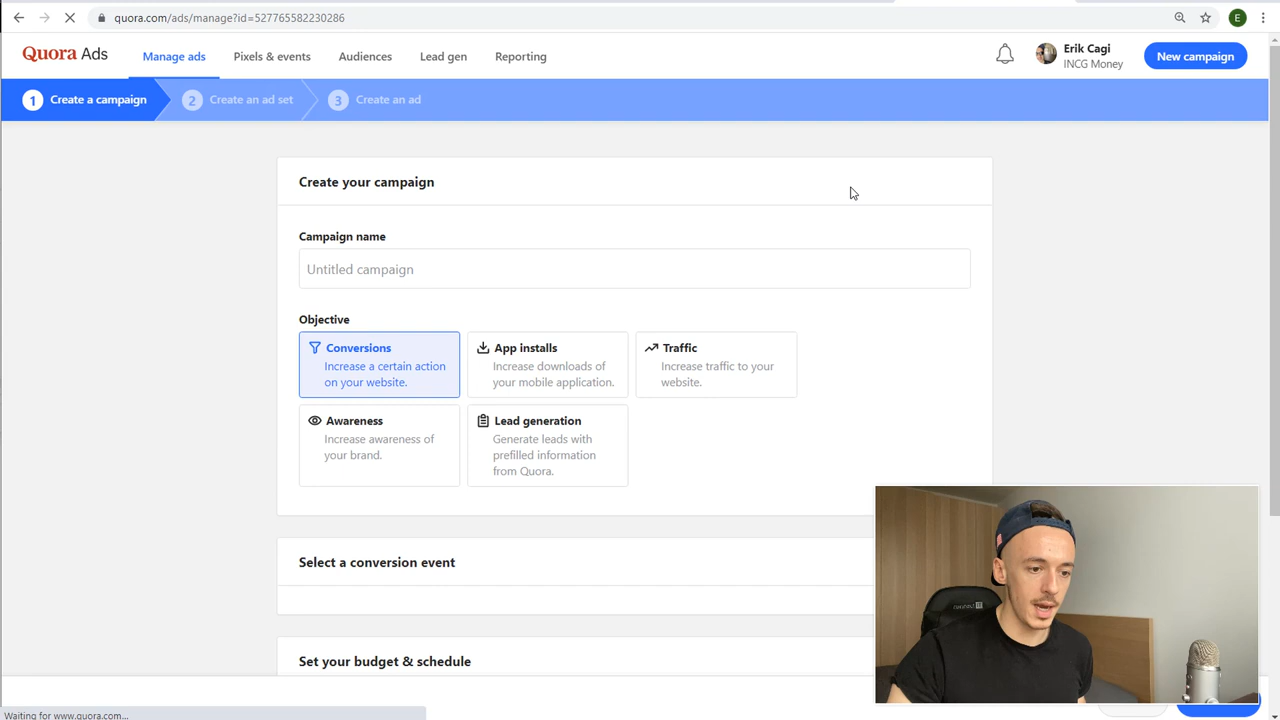 quora.com/ads/manage?id=527765582230286
E
Quora Ads
Manage ads
Pixels & events
Audiences
Lead gen
Reporting
Erik Cagi
INCG Money
New campaign
1 Create a campaign
2 Create an ad set
3 Create an ad
Create your campaign
Campaign name
Untitled campaign
Objective
Conversions
Increase a certain action
on your website.
App installs
Increase downloads of
your mobile application.
Traffic
Increase traffic to your
website.
Awareness
Increase awareness of
your brand.
Lead generation
Generate leads with
prefilled information
from Quora.
Select a conversion event
Set your budget & schedule
Waiting for www.quora.com...